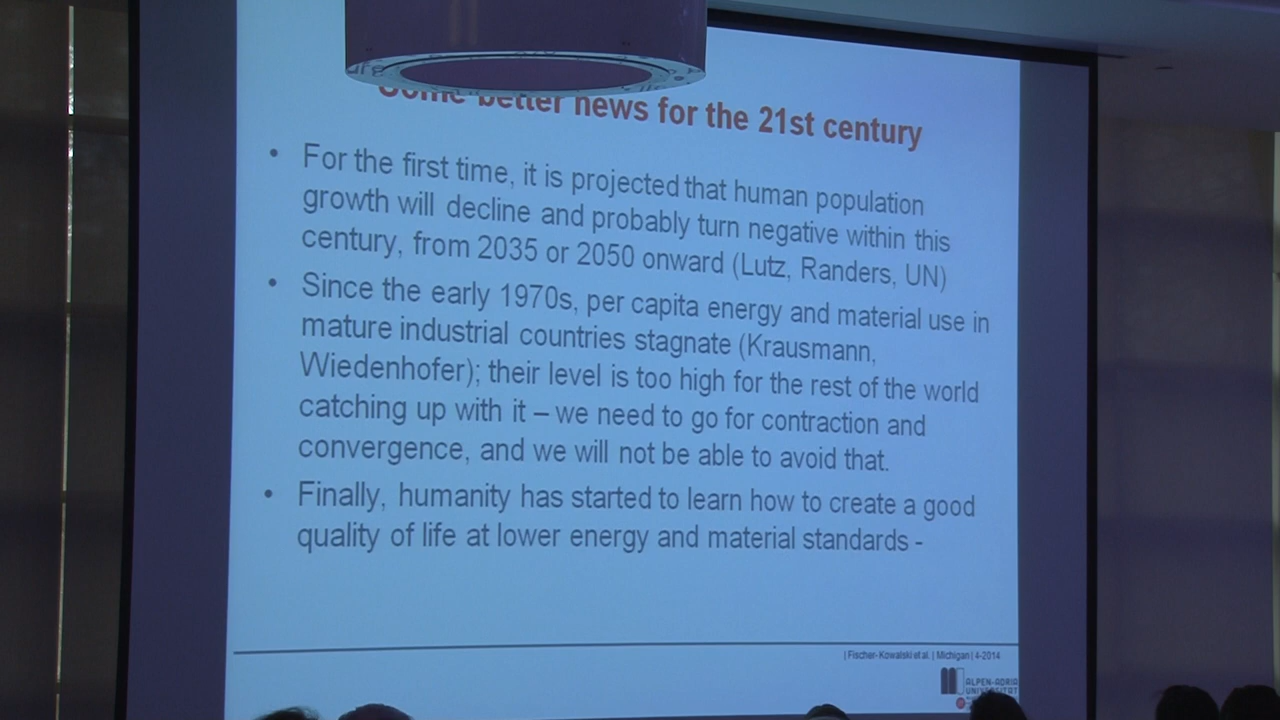 Some better news for the 21st century
• For the first time, it is projected that human population
growth will decline and probably turn negative within this
century, from 2035 or 2050 onward (Lutz, Randers, UN)
• Since the early 1970s, per capita energy and material use in
mature industrial countries stagnate (Krausmann,
Wiedenhofer); their level is too high for the rest of the world
catching up with it – we need to go for contraction and
convergence, and we will not be able to avoid that.
• Finally, humanity has started to learn how to create a good
quality of life at lower energy and material standards -
| Fischer-Kowalski et al. | Michigan | 4-2014
ALPEN-ADRIA
UNIVERSITÄT